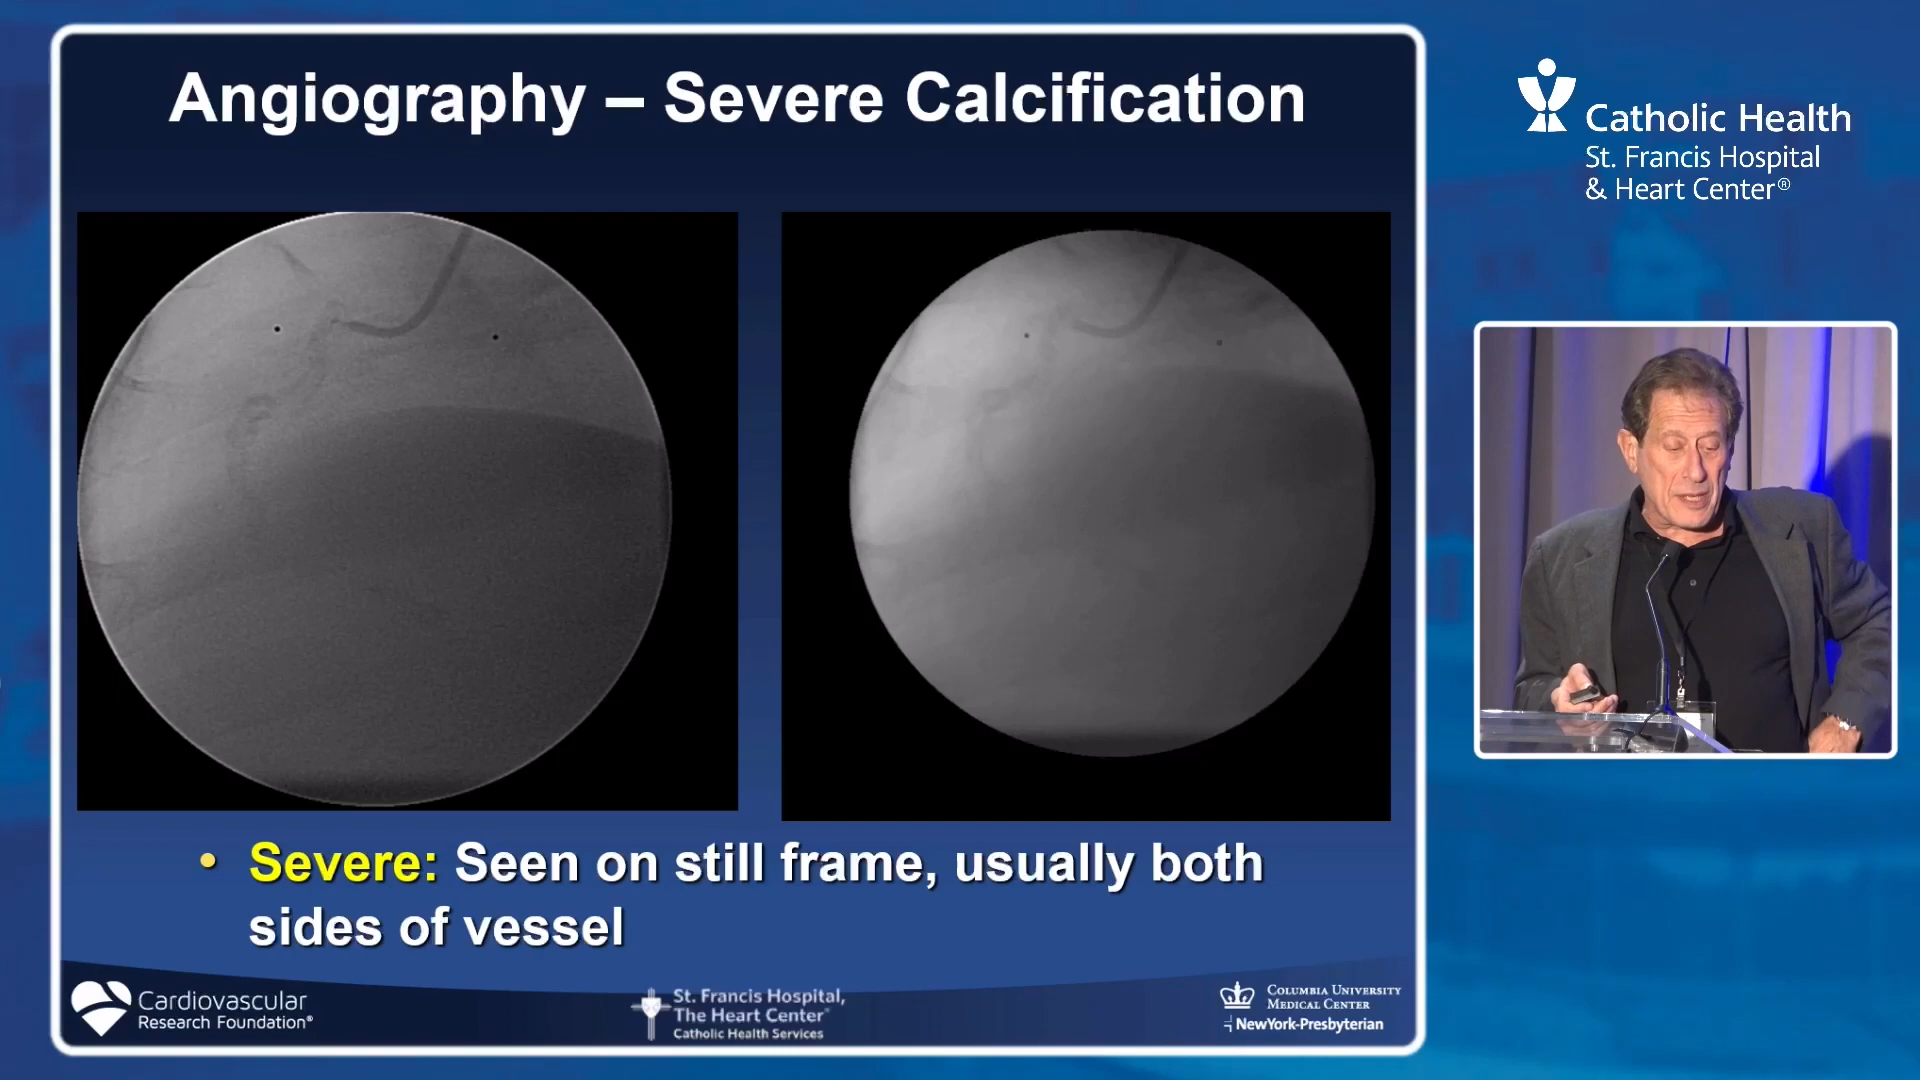 Angiography – Severe Calcification
Catholic Health
St. Francis Hospital
& Heart Center®
• Severe: Seen on still frame, usually both
sides of vessel
Cardiovascular
Research Foundation®
St. Francis Hospital,
The Heart Center
Catholic Health Services
COLUMBIA UNIVERSITY
MEDICAL CENTER
NewYork-Presbyterian